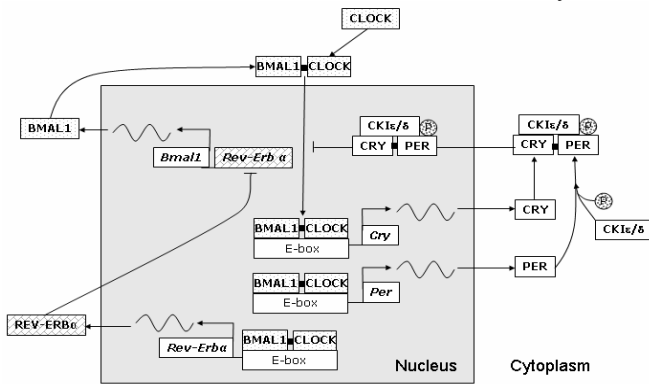 CLOCK
BMAL1 CLOCK
BMAL1
CKIε/δ P
CRY PER
CKIε/δ P
CRY PER
Bmal1 Rev-Erb α
BMAL1 CLOCK
E-box
Cry
CRY
P
CKIε/δ
BMAL1 CLOCK
E-box
Per
PER
REV-ERBα
Rev-Erbα
BMAL1 CLOCK
E-box
Nucleus
Cytoplasm